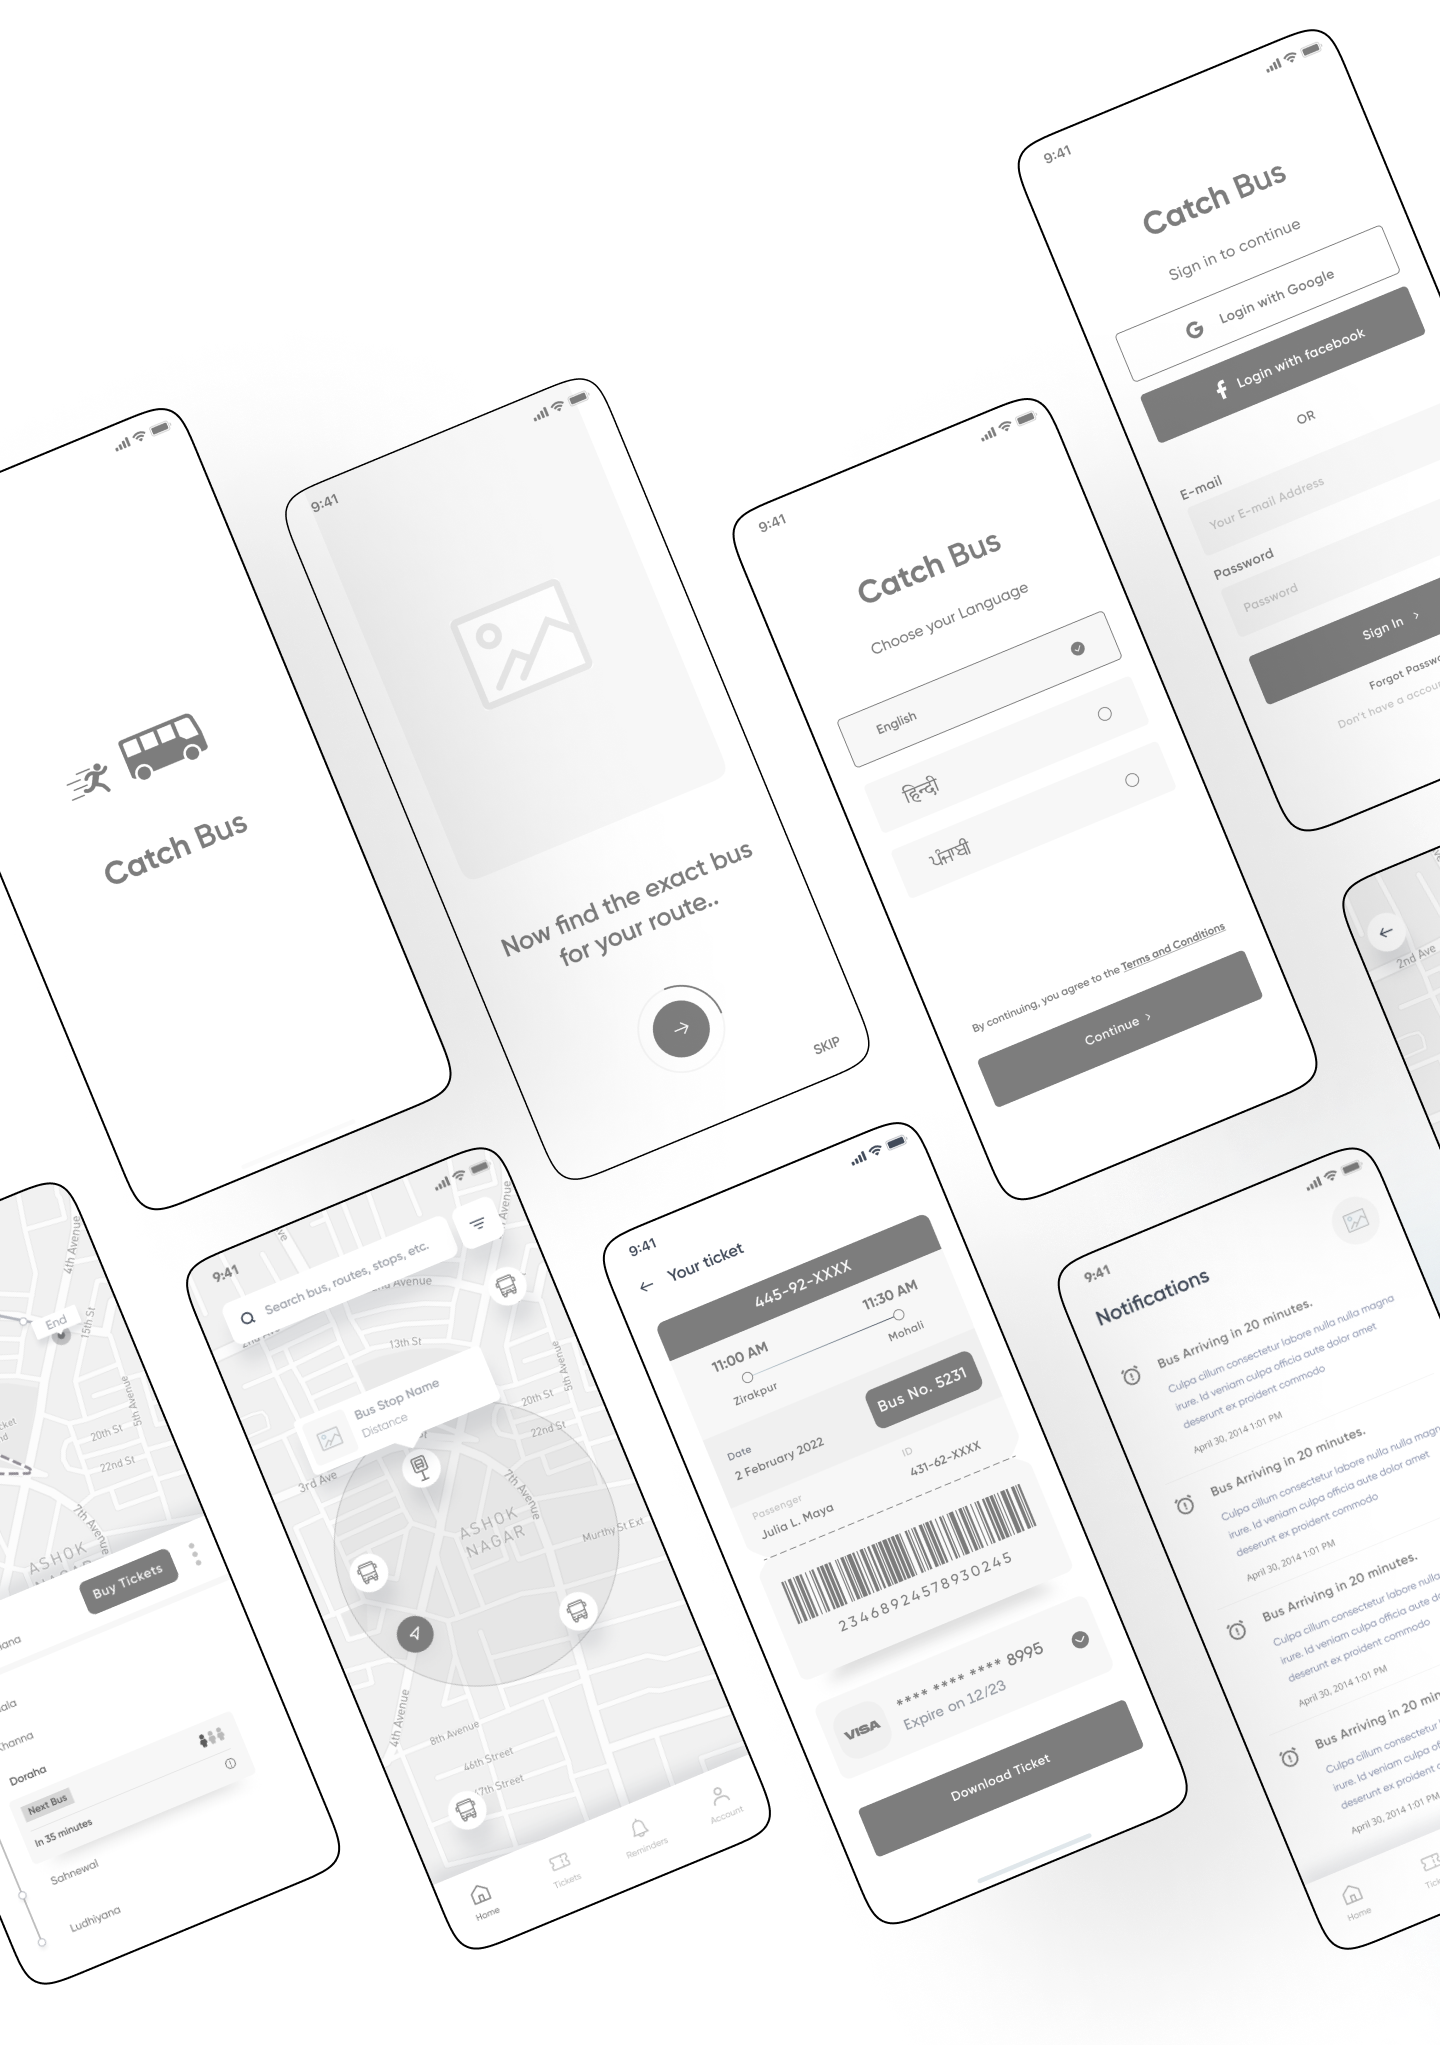 Catch Bus
9:41
Now find the exact bus
for your route..
SKIP
9:41
Catch Bus
Choose your Language
English
हिन्दी
ਪੰਜਾਬੀ
By continuing, you agree to the Terms and Conditions
Continue
9:41
Catch Bus
Sign in to continue
Login with Google
Login with facebook
OR
E-mail
Your E-mail Address
Password
Password
Sign In
Forgot
Don't have a
2nd Ave
4th Avenue
End
15th St
5th Avenue
20th St
22nd St
7th Avenue
ASHOK
Buy Tickets
Doraha
Next Bus
In 35 minutes
Sahnewal
Ludhiyana
9:41
Search bus, routes, stops, etc.
Avenue
13th St
Bus Stop Name
Distance
5th Avenue
20th St
22nd St
3rd Ave
7th Avenue
ASHOK
NAGAR
Murthy St Ext
4th Avenue
8th Avenue
46th Street
47th Street
Home
Tickets
Reminders
Account
9:41
Your ticket
445-92-XXXX
11:00 AM
11:30 AM
Zirakpur
Mohali
Bus No. 5231
Date
2 February 2022
ID
431-62-XXXX
Passenger
Julia L. Maya
23468924578930245
VISA
**** **** **** 8995
Expire on 12/23
Download Ticket
9:41
Notifications
Bus Arriving in 20 minutes.
Culpa cillum consectetur labore nulla nulla magna
irure. Id veniam culpa officia aute dolor amet
deserunt ex proident commodo
April 30, 2014 1:01 PM
Bus Arriving in 20 minutes.
Culpa cillum consectetur labore nulla nulla
irure. Id veniam culpa officia aute dolor amet
deserunt ex proident commodo
April 30, 2014 1:01 PM
Bus Arriving in 20 minutes.
Culpa cillum consectetur labore
irure. Id veniam culpa officia aute
deserunt ex proident commodo
April 30, 2014 1:01 PM
Bus Arriving in 20
Culpa cillum consectetur
irure. Id veniam culpa
deserunt ex proident
April 30, 2014 1:01 PM
Home